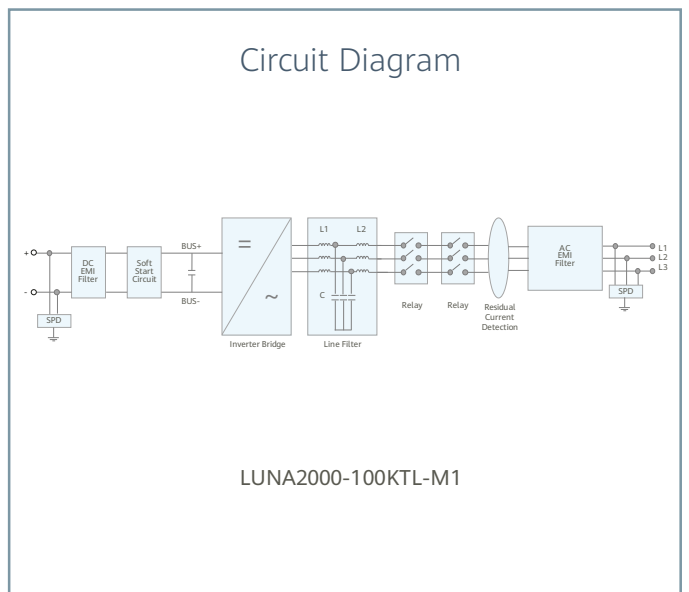 Circuit Diagram
L1 L2
BUS+
+
DC
EMI
Filter
Soft
Start
Circuit
=
~
AC
EMI
Filter
L1
L2
L3
-
BUS-
C
SPD
SPD
Relay
Relay
Residual
Current
Detection
Inverter Bridge
Line Filter
LUNA2000-100KTL-M1